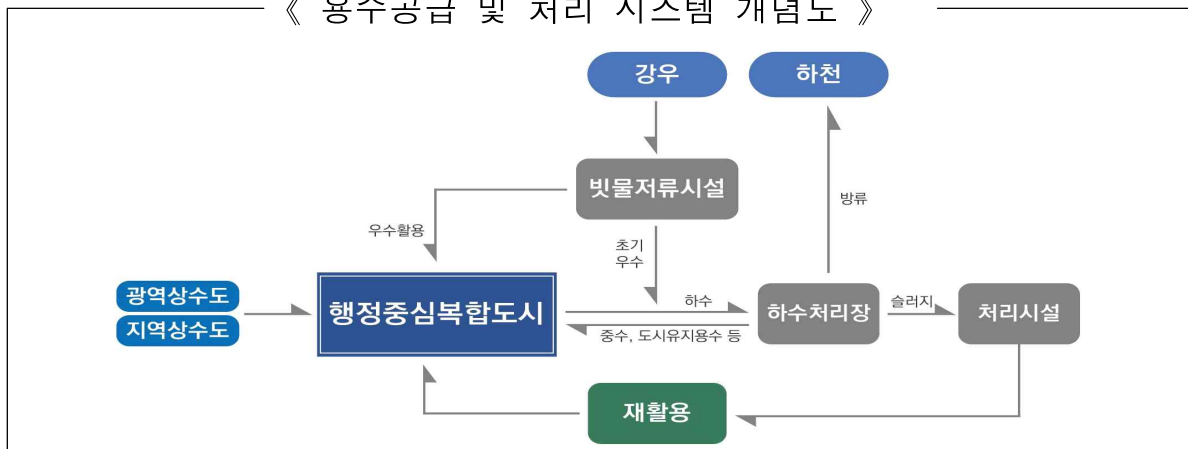 《 용수공급 및 처리 시스템 개념도 》
강우
하천
빗물저류시설
방류
우수활용
초기
우수
광역상수도
지역상수도
행정중심복합도시
하수
하수처리장
슬러지
처리시설
중수, 도시유지용수 등
재활용